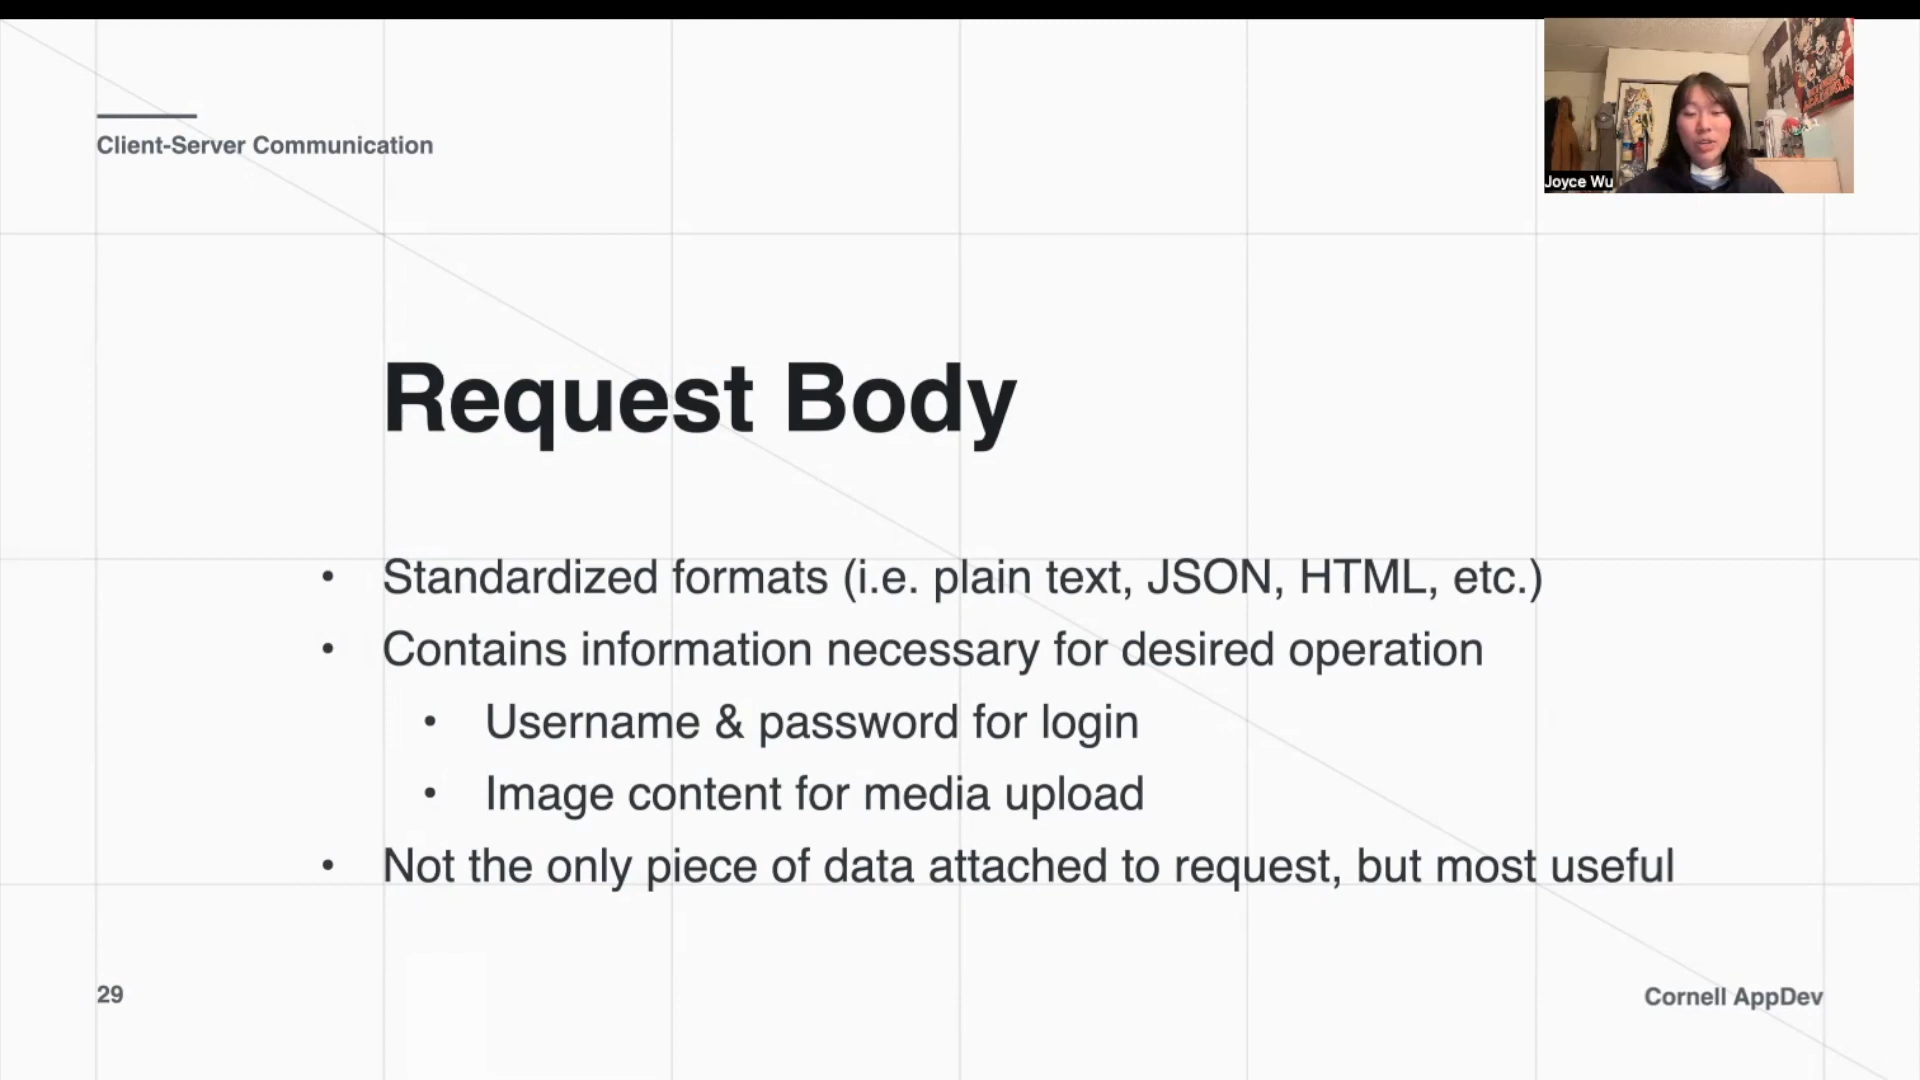 Client-Server Communication
Joyce Wu
Request Body
• Standardized formats (i.e. plain text, JSON, HTML, etc.)
• Contains information necessary for desired operation
• Username & password for login
• Image content for media upload
• Not the only piece of data attached to request, but most useful
29
Cornell AppDev